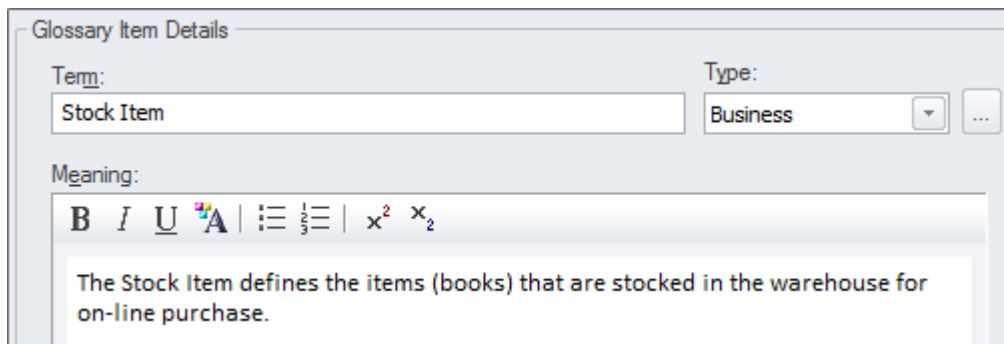 Glossary Item Details
Term: Type:
Stock Item Business ...
Meaning:
B I U A x² x₂
The Stock Item defines the items (books) that are stocked in the warehouse for
on-line purchase.